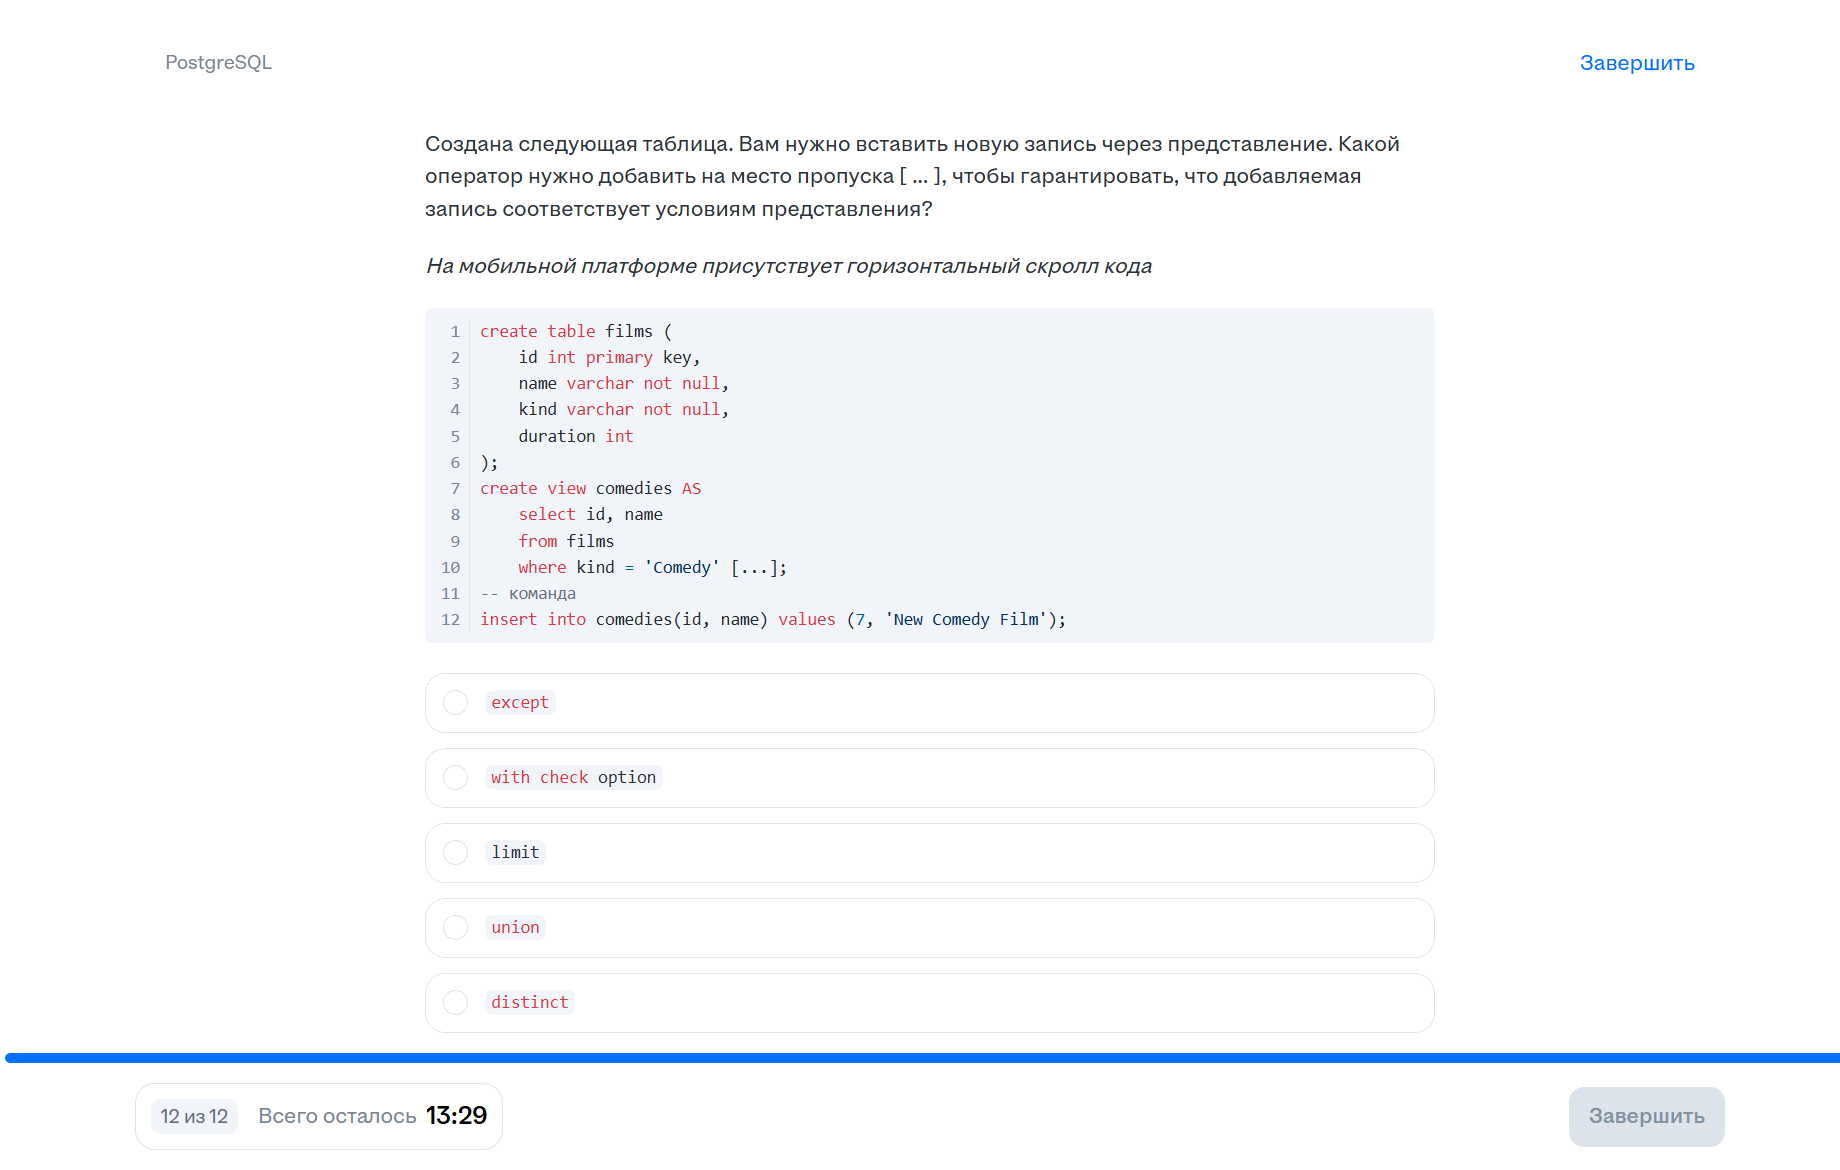 PostgreSQL
Завершить
Создана следующая таблица. Вам нужно вставить новую запись через представление. Какой
оператор нужно добавить на место пропуска [ ... ], чтобы гарантировать, что добавляемая
запись соответствует условиям представления?
На мобильной платформе присутствует горизонтальный скролл кода
1 create table films (
2     id int primary key,
3     name varchar not null,
4     kind varchar not null,
5     duration int
6 );
7 create view comedies AS
8     select id, name
9     from films
10     where kind = 'Comedy' [...];
11 -- команда
12 insert into comedies(id, name) values (7, 'New Comedy Film');
except
with check option
limit
union
distinct
12 из 12 Всего осталось 13:29
Завершить